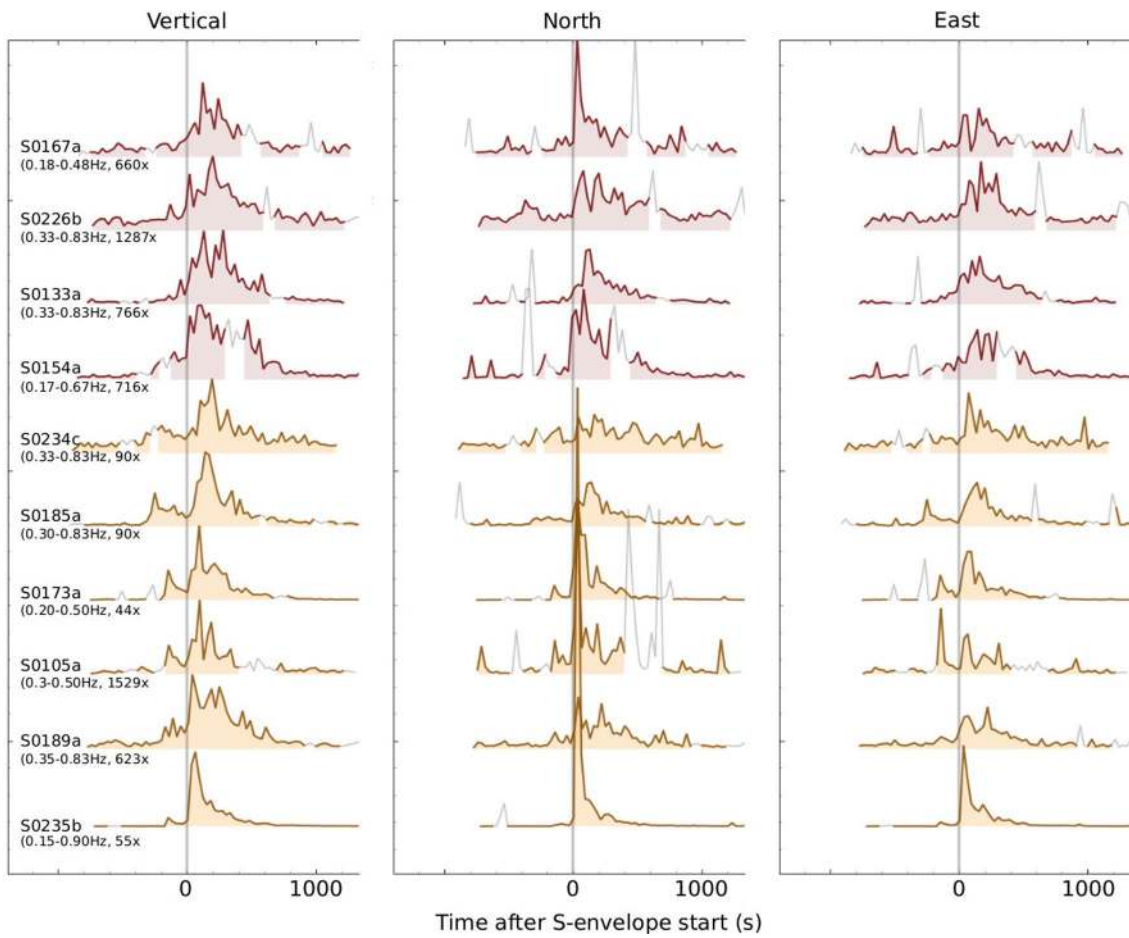 Vertical
North
East
S0167a
(0.18-0.48Hz, 660x
S0226b
(0.33-0.83Hz, 1287x
S0133a
(0.33-0.83Hz, 766x
S0154a
(0.17-0.67Hz, 716x
S0234c
(0.33-0.83Hz, 90x
S0185a
(0.30-0.83Hz, 90x
S0173a
(0.20-0.50Hz, 44x
S0105a
(0.3-0.50Hz, 1529x
S0189a
(0.35-0.83Hz, 623x
S0235b
(0.15-0.90Hz, 55x
0 1000 0 1000 0 1000
Time after S-envelope start (s)